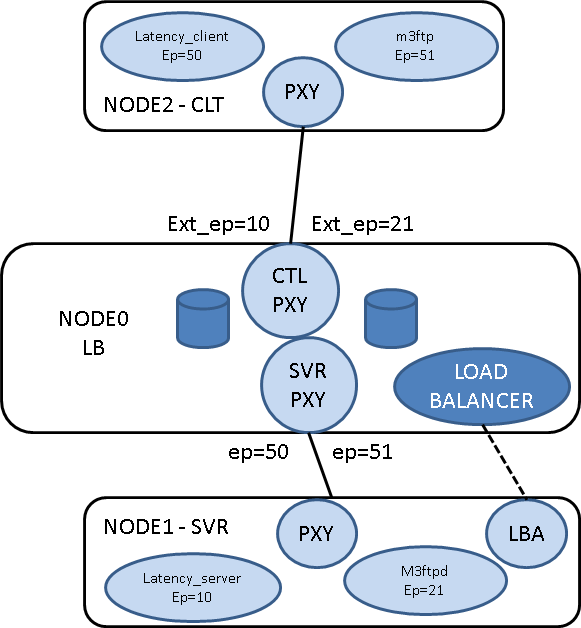 Latency_client
Ep=50
m3ftp
Ep=51
PXY
NODE2 - CLT
Ext_ep=10
Ext_ep=21
CTL
PXY
NODE0
LB
SVR
PXY
LOAD
BALANCER
ep=50
ep=51
NODE1 - SVR
PXY
LBA
Latency_server
Ep=10
M3ftpd
Ep=21